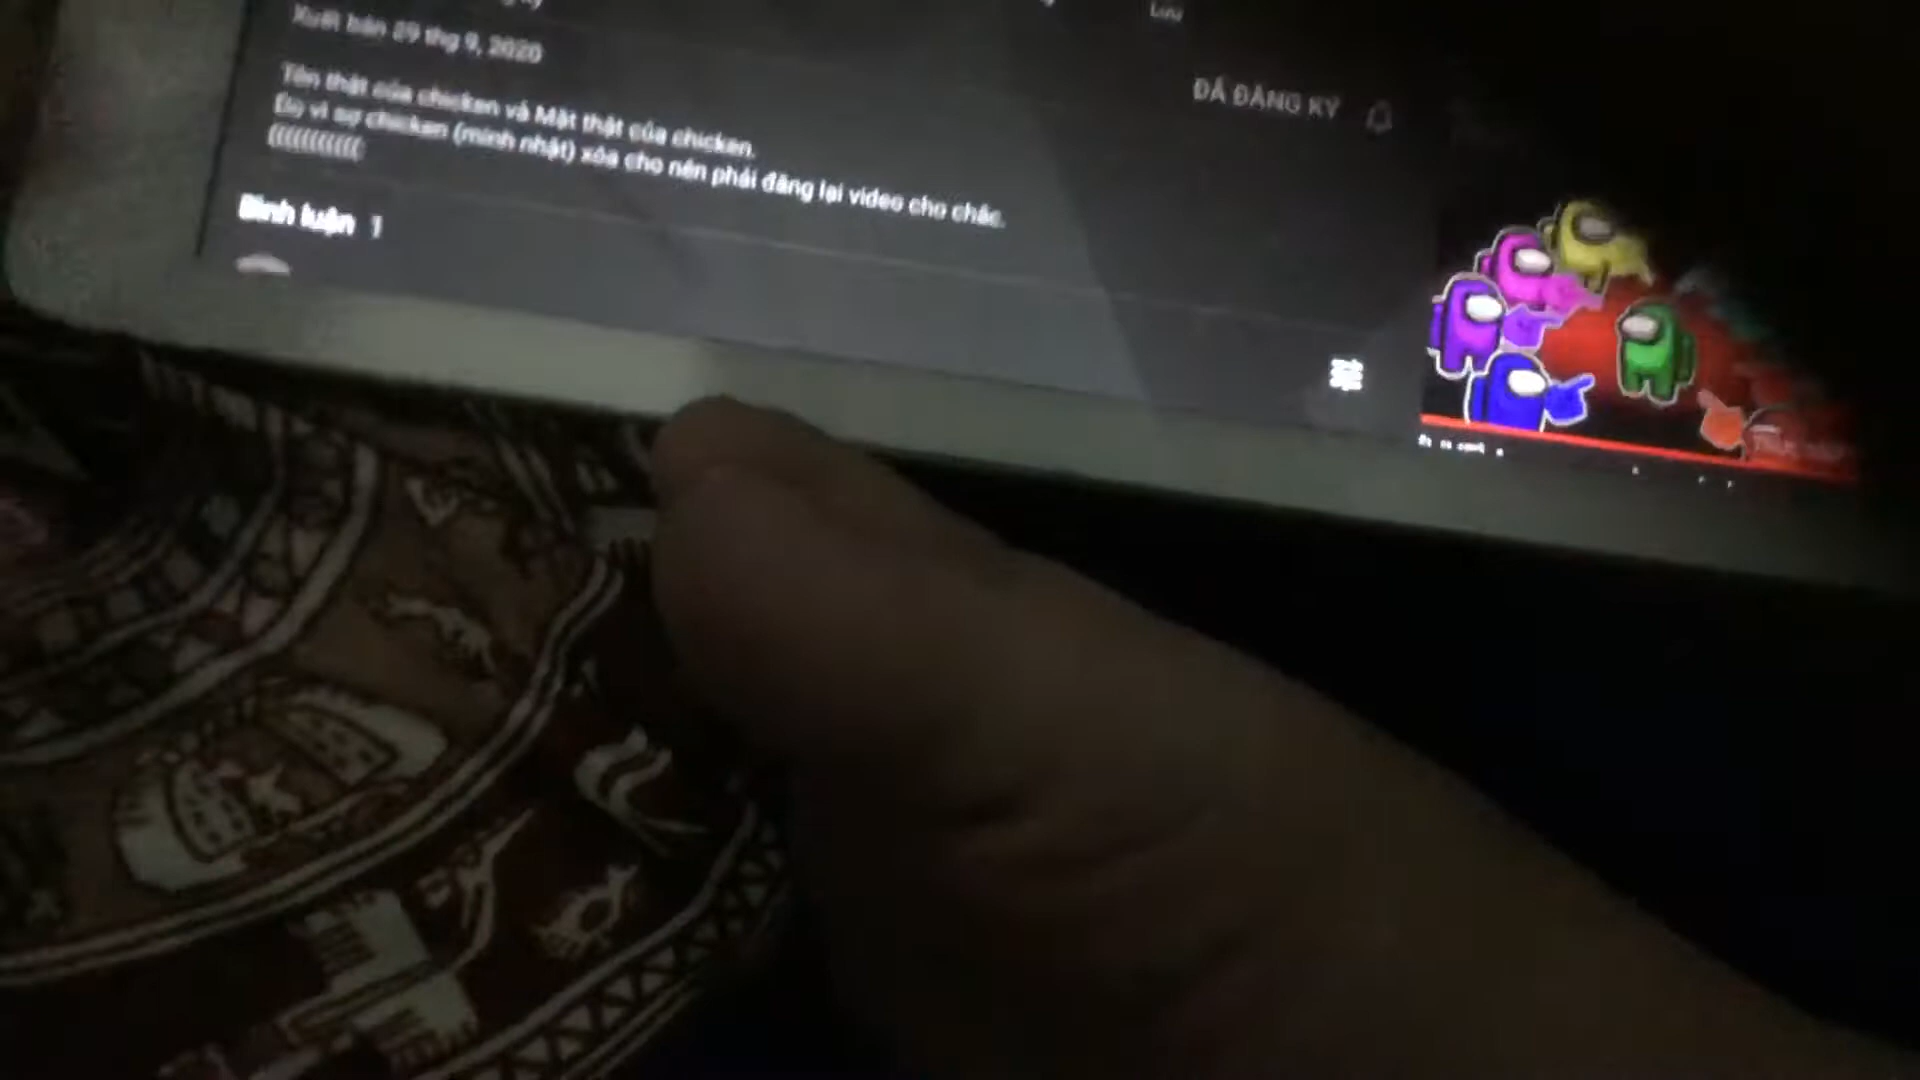 Lưu
Xuất bản 29 thg 9, 2020
ĐÃ ĐĂNG KÝ
Tên thật của chicken và Mặt thật của chicken.
vì sợ chicken (minh nhật) xóa cho nên phải đăng lại video cho chắc.
(((((((((((
Bình luận 1